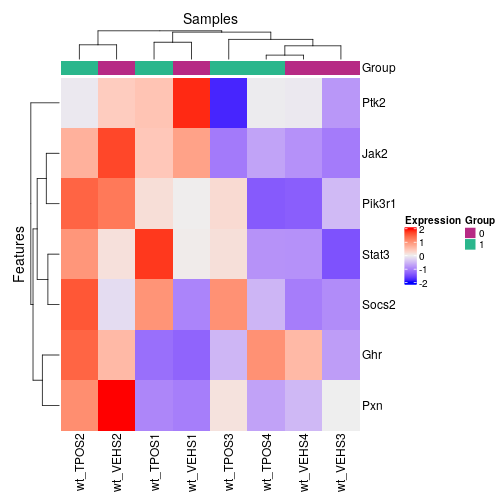 Samples
Group
Ptk2
Jak2
Pik3r1
Stat3
Socs2
Ghr
Pxn
Features
Expression
2
1
0
-1
-2
Group
0
1
wt_TPOS2
wt_VEHS2
wt_TPOS1
wt_VEHS1
wt_TPOS3
wt_TPOS4
wt_VEHS4
wt_VEHS3